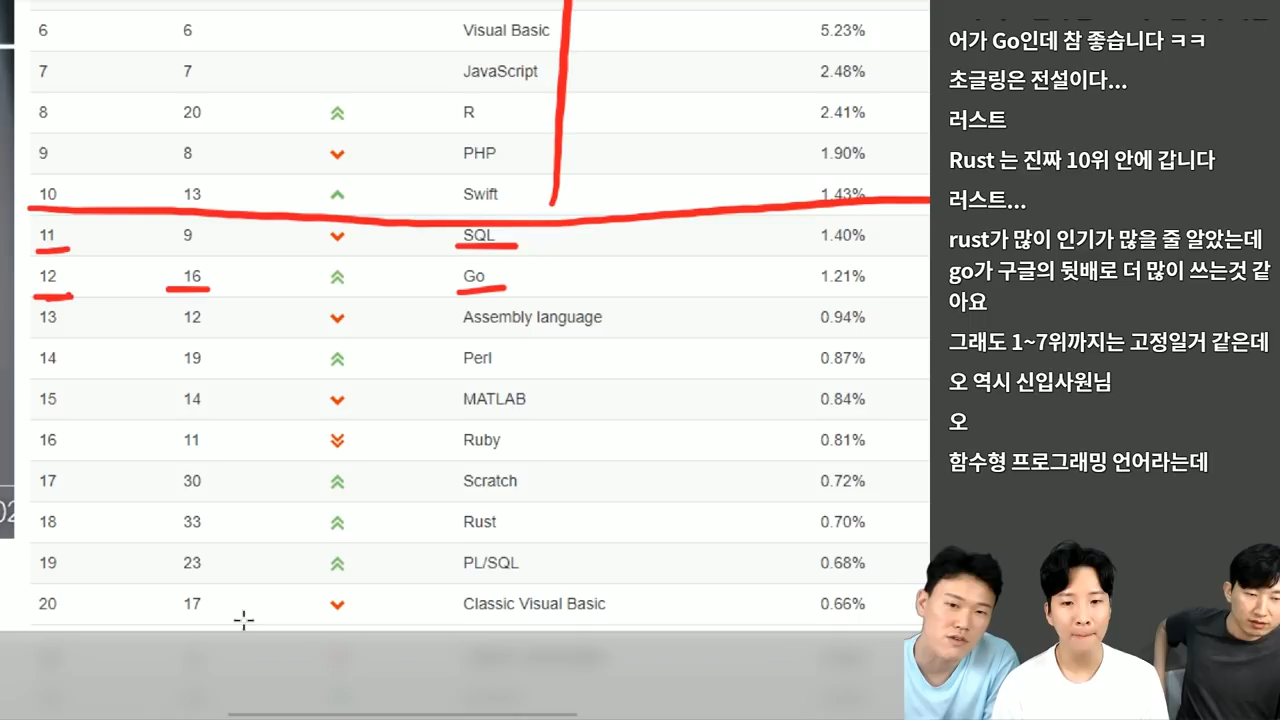 6 6 Visual Basic 5.23%
7 7 JavaScript 2.48%
8 20 R 2.41%
9 8 PHP 1.90%
10 13 Swift 1.43%
11 9 SQL 1.40%
12 16 Go 1.21%
13 12 Assembly language 0.94%
14 19 Perl 0.87%
15 14 MATLAB 0.84%
16 11 Ruby 0.81%
17 30 Scratch 0.72%
18 33 Rust 0.70%
19 23 PL/SQL 0.68%
20 17 Classic Visual Basic 0.66%
어가 Go인데 참 좋습니다 ㅋㅋ
초글링은 전설이다...
러스트
Rust 는 진짜 10위 안에 갑니다
러스트...
rust가 많이 인기가 많을 줄 알았는데
go가 구글의 뒷배로 더 많이 쓰는것 같
아요
그래도 1~7위까지는 고정일거 같은데
오 역시 신입사원님
오
함수형 프로그래밍 언어라는데